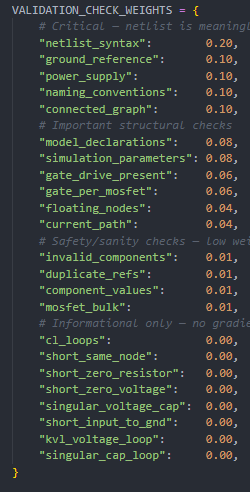 VALIDATION_CHECK_WEIGHTS = {
# Critical — netlist is meaningl
"netlist_syntax": 0.20,
"ground_reference": 0.10,
"power_supply": 0.10,
"naming_conventions": 0.10,
"connected_graph": 0.10,
# Important structural checks
"model_declarations": 0.08,
"simulation_parameters": 0.08,
"gate_drive_present": 0.06,
"gate_per_mosfet": 0.06,
"floating_nodes": 0.04,
"current_path": 0.04,
# Safety/sanity checks — low wei
"invalid_components": 0.01,
"duplicate_refs": 0.01,
"component_values": 0.01,
"mosfet_bulk": 0.01,
# Informational only — no gradie
"cl_loops": 0.00,
"short_same_node": 0.00,
"short_zero_resistor": 0.00,
"short_zero_voltage": 0.00,
"singular_voltage_cap": 0.00,
"short_input_to_gnd": 0.00,
"kvl_voltage_loop": 0.00,
"singular_cap_loop": 0.00,
}